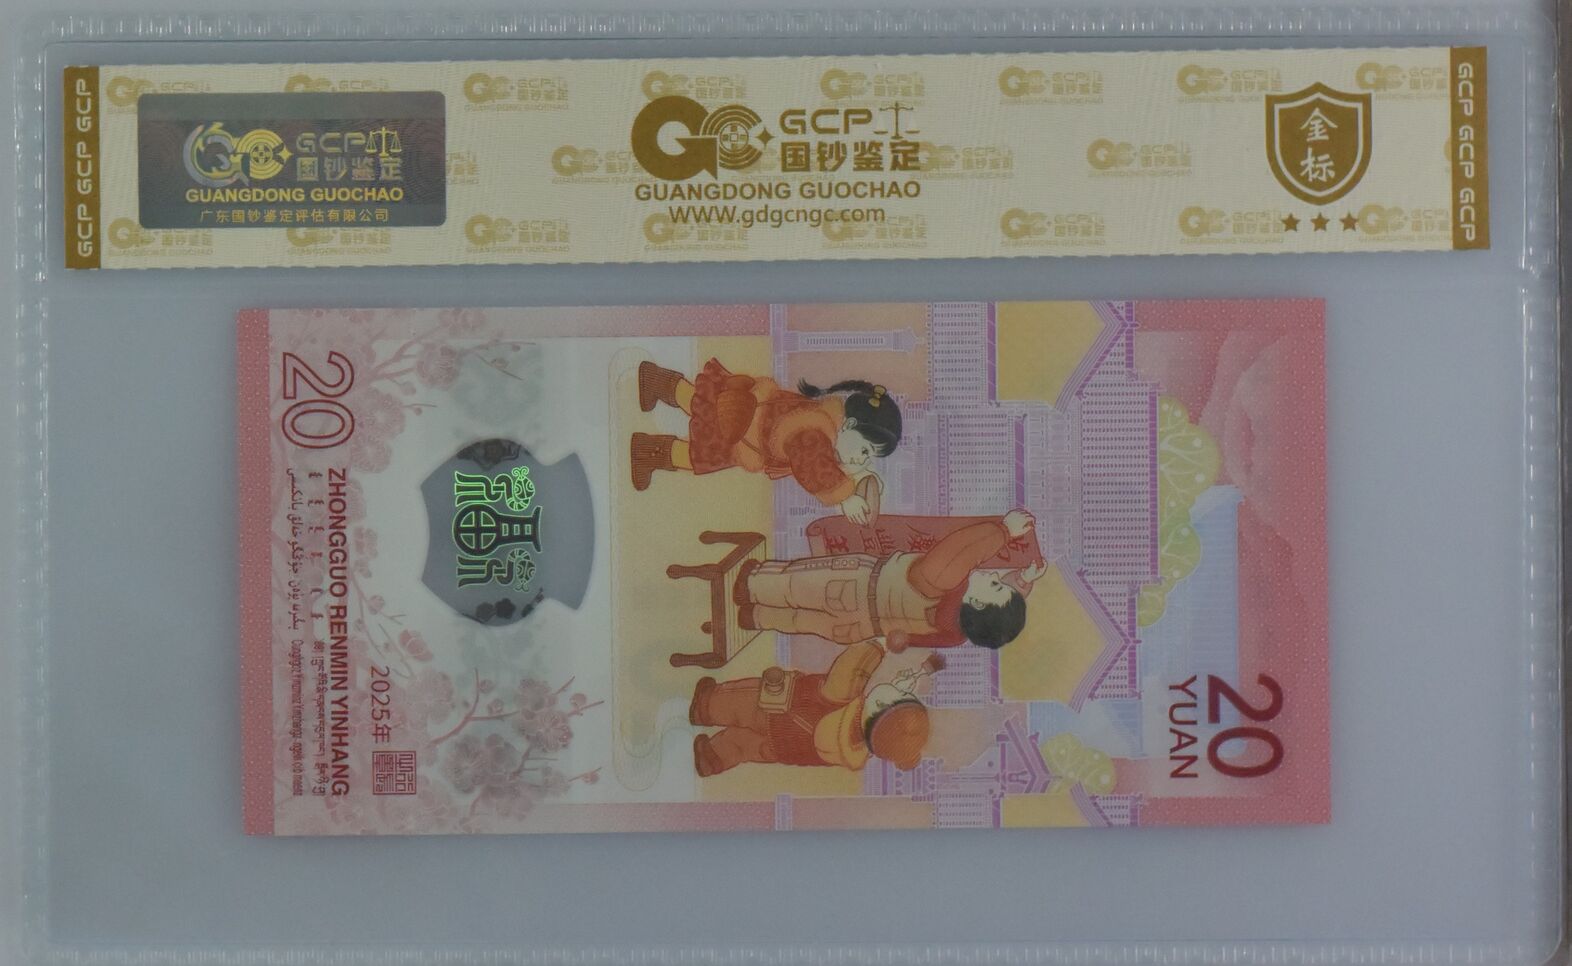 GCP GCP GCP
GCP
国钞鉴定
GUANGDONG GUOCHAO
广东国钞鉴定评估有限公司
GCP
国钞鉴定
GUANGDONG GUOCHAO
WWW.gdgcngc.com
金
标
GCP GCP GCP
20
ZHONGGUO RENMIN YINHANG
2025年
20
YUAN